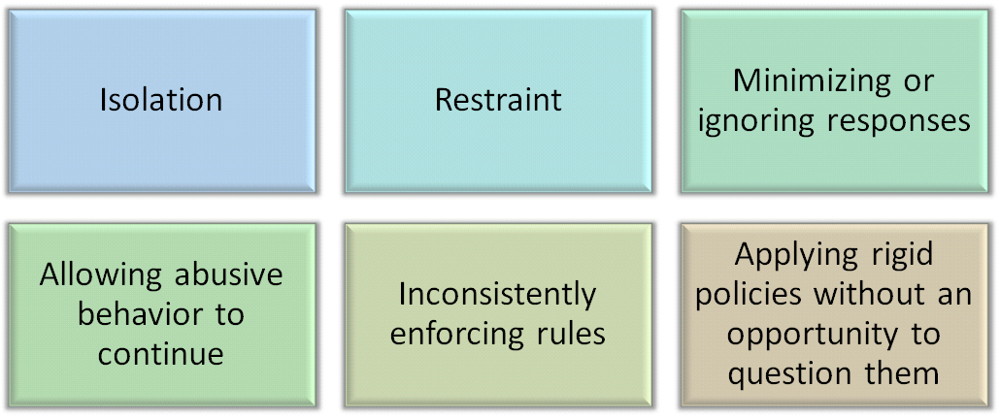 Isolation
Restraint
Minimizing or
ignoring responses
Allowing abusive
behavior to
continue
Inconsistently
enforcing rules
Applying rigid
policies without an
opportunity to
question them